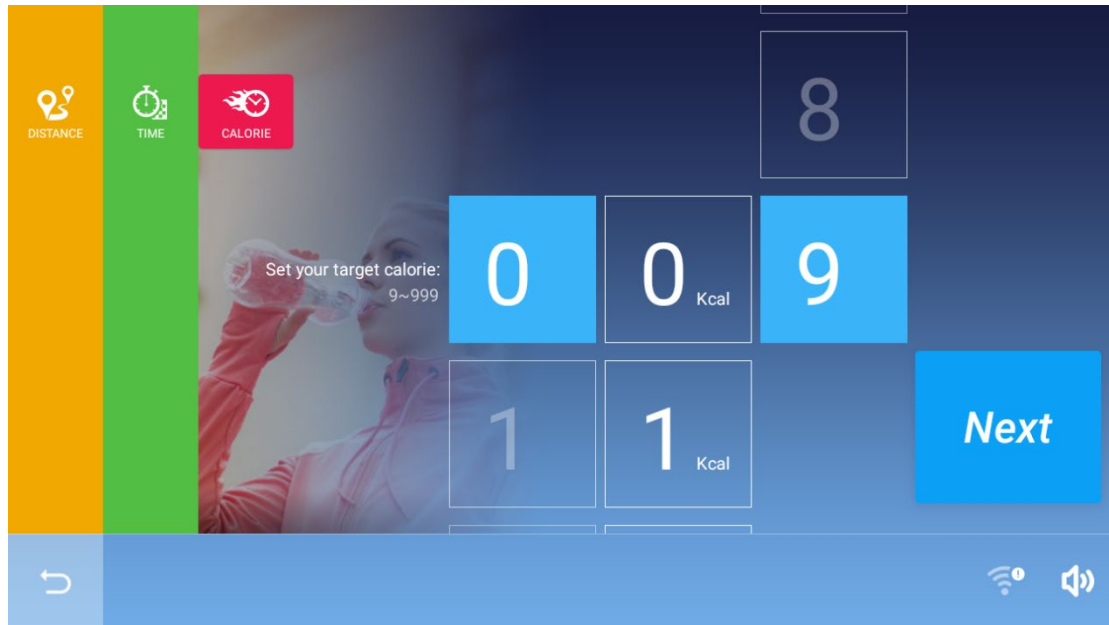 DISTANCE
TIME
CALORIE
8
Set your target calorie:
9~999
0
0 Kcal
9
1
1 Kcal
Next